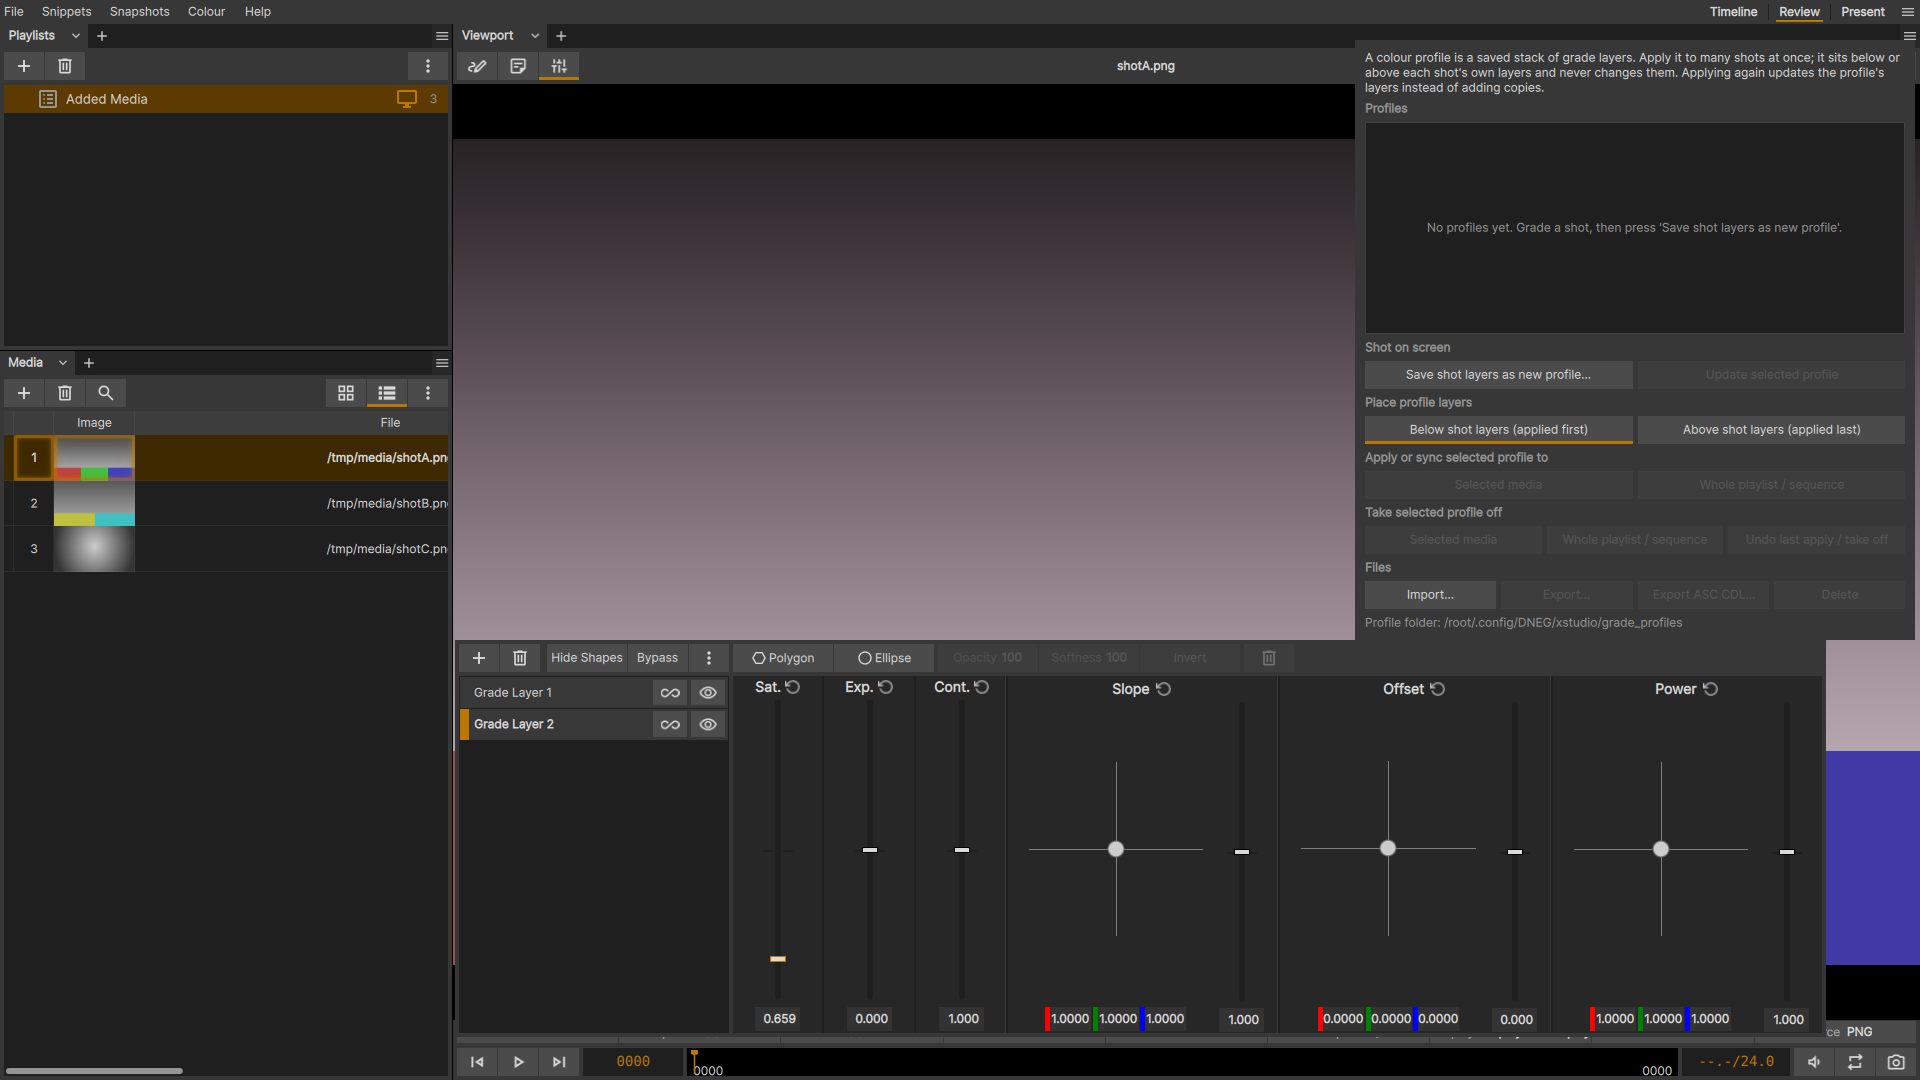 File Snippets Snapshots Colour Help
Timeline Review Present
Playlists
Viewport
shotA.png
Added Media 3
A colour profile is a saved stack of grade layers. Apply it to many shots at once; it sits below or
above each shot's own layers and never changes them. Applying again updates the profile's
layers instead of adding copies.
Profiles
No profiles yet. Grade a shot, then press 'Save shot layers as new profile'.
Shot on screen
Save shot layers as new profile... Update selected profile
Place profile layers
Below shot layers (applied first) Above shot layers (applied last)
Apply or sync selected profile to
Selected media Whole playlist / sequence
Take selected profile off
Selected media Whole playlist / sequence Undo last apply / take off
Files
Import... Export... Export ASC CDL... Delete
Profile folder: /root/.config/DNEG/xstudio/grade_profiles
Media
Image File
1 /tmp/media/shotA.pn
2 /tmp/media/shotB.pn
3 /tmp/media/shotC.pn
Hide Shapes Bypass Polygon Ellipse Opacity 100 Softness 100 Invert
Grade Layer 1
Grade Layer 2
Sat. Exp. Cont. Slope Offset Power
0.659 0.000 1.000 1.0000 1.0000 1.0000 1.000 0.0000 0.0000 0.0000 0.000 1.0000 1.0000 1.0000 1.000
ce PNG
0000 0000 0000 --.-/24.0